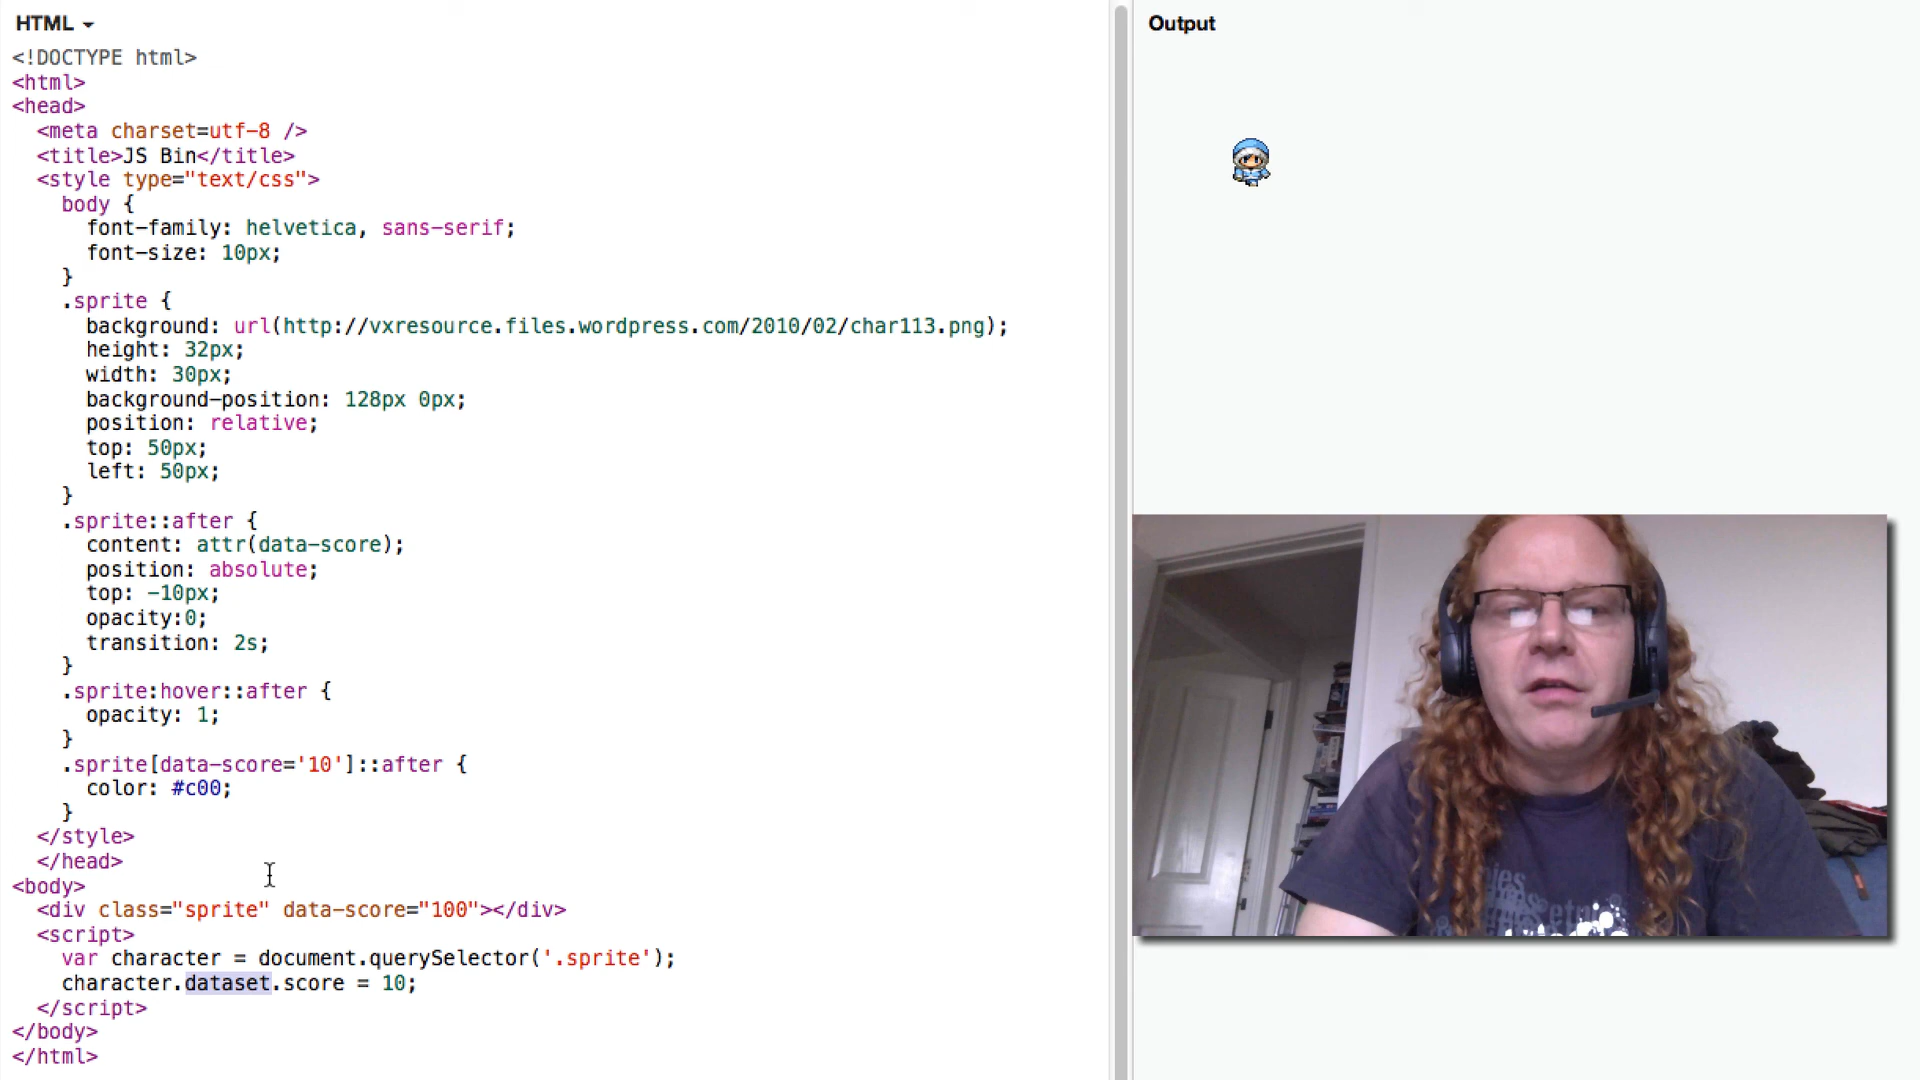 HTML
<!DOCTYPE html>
<html>
<head>
  <meta charset=utf-8 />
  <title>JS Bin</title>
  <style type="text/css">
    body {
      font-family: helvetica, sans-serif;
      font-size: 10px;
    }
    .sprite {
      background: url(http://vxresource.files.wordpress.com/2010/02/char113.png);
      height: 32px;
      width: 30px;
      background-position: 128px 0px;
      position: relative;
      top: 50px;
      left: 50px;
    }
    .sprite::after {
      content: attr(data-score);
      position: absolute;
      top: -10px;
      opacity:0;
      transition: 2s;
    }
    .sprite:hover::after {
      opacity: 1;
    }
    .sprite[data-score='10']::after {
      color: #c00;
    }
  </style>
  </head>
<body>
  <div class="sprite" data-score="100"></div>
  <script>
    var character = document.querySelector('.sprite');
    character.dataset.score = 10;
  </script>
</body>
</html>
Output